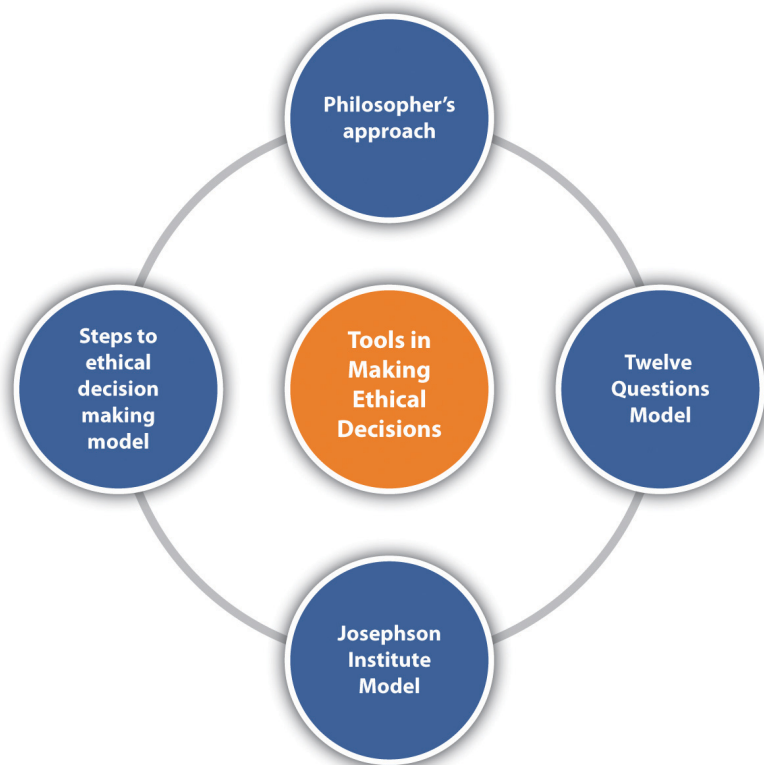 Philosopher's
approach
Steps to
ethical
decision
making
model
Tools in
Making
Ethical
Decisions
Twelve
Questions
Model
Josephson
Institute
Model